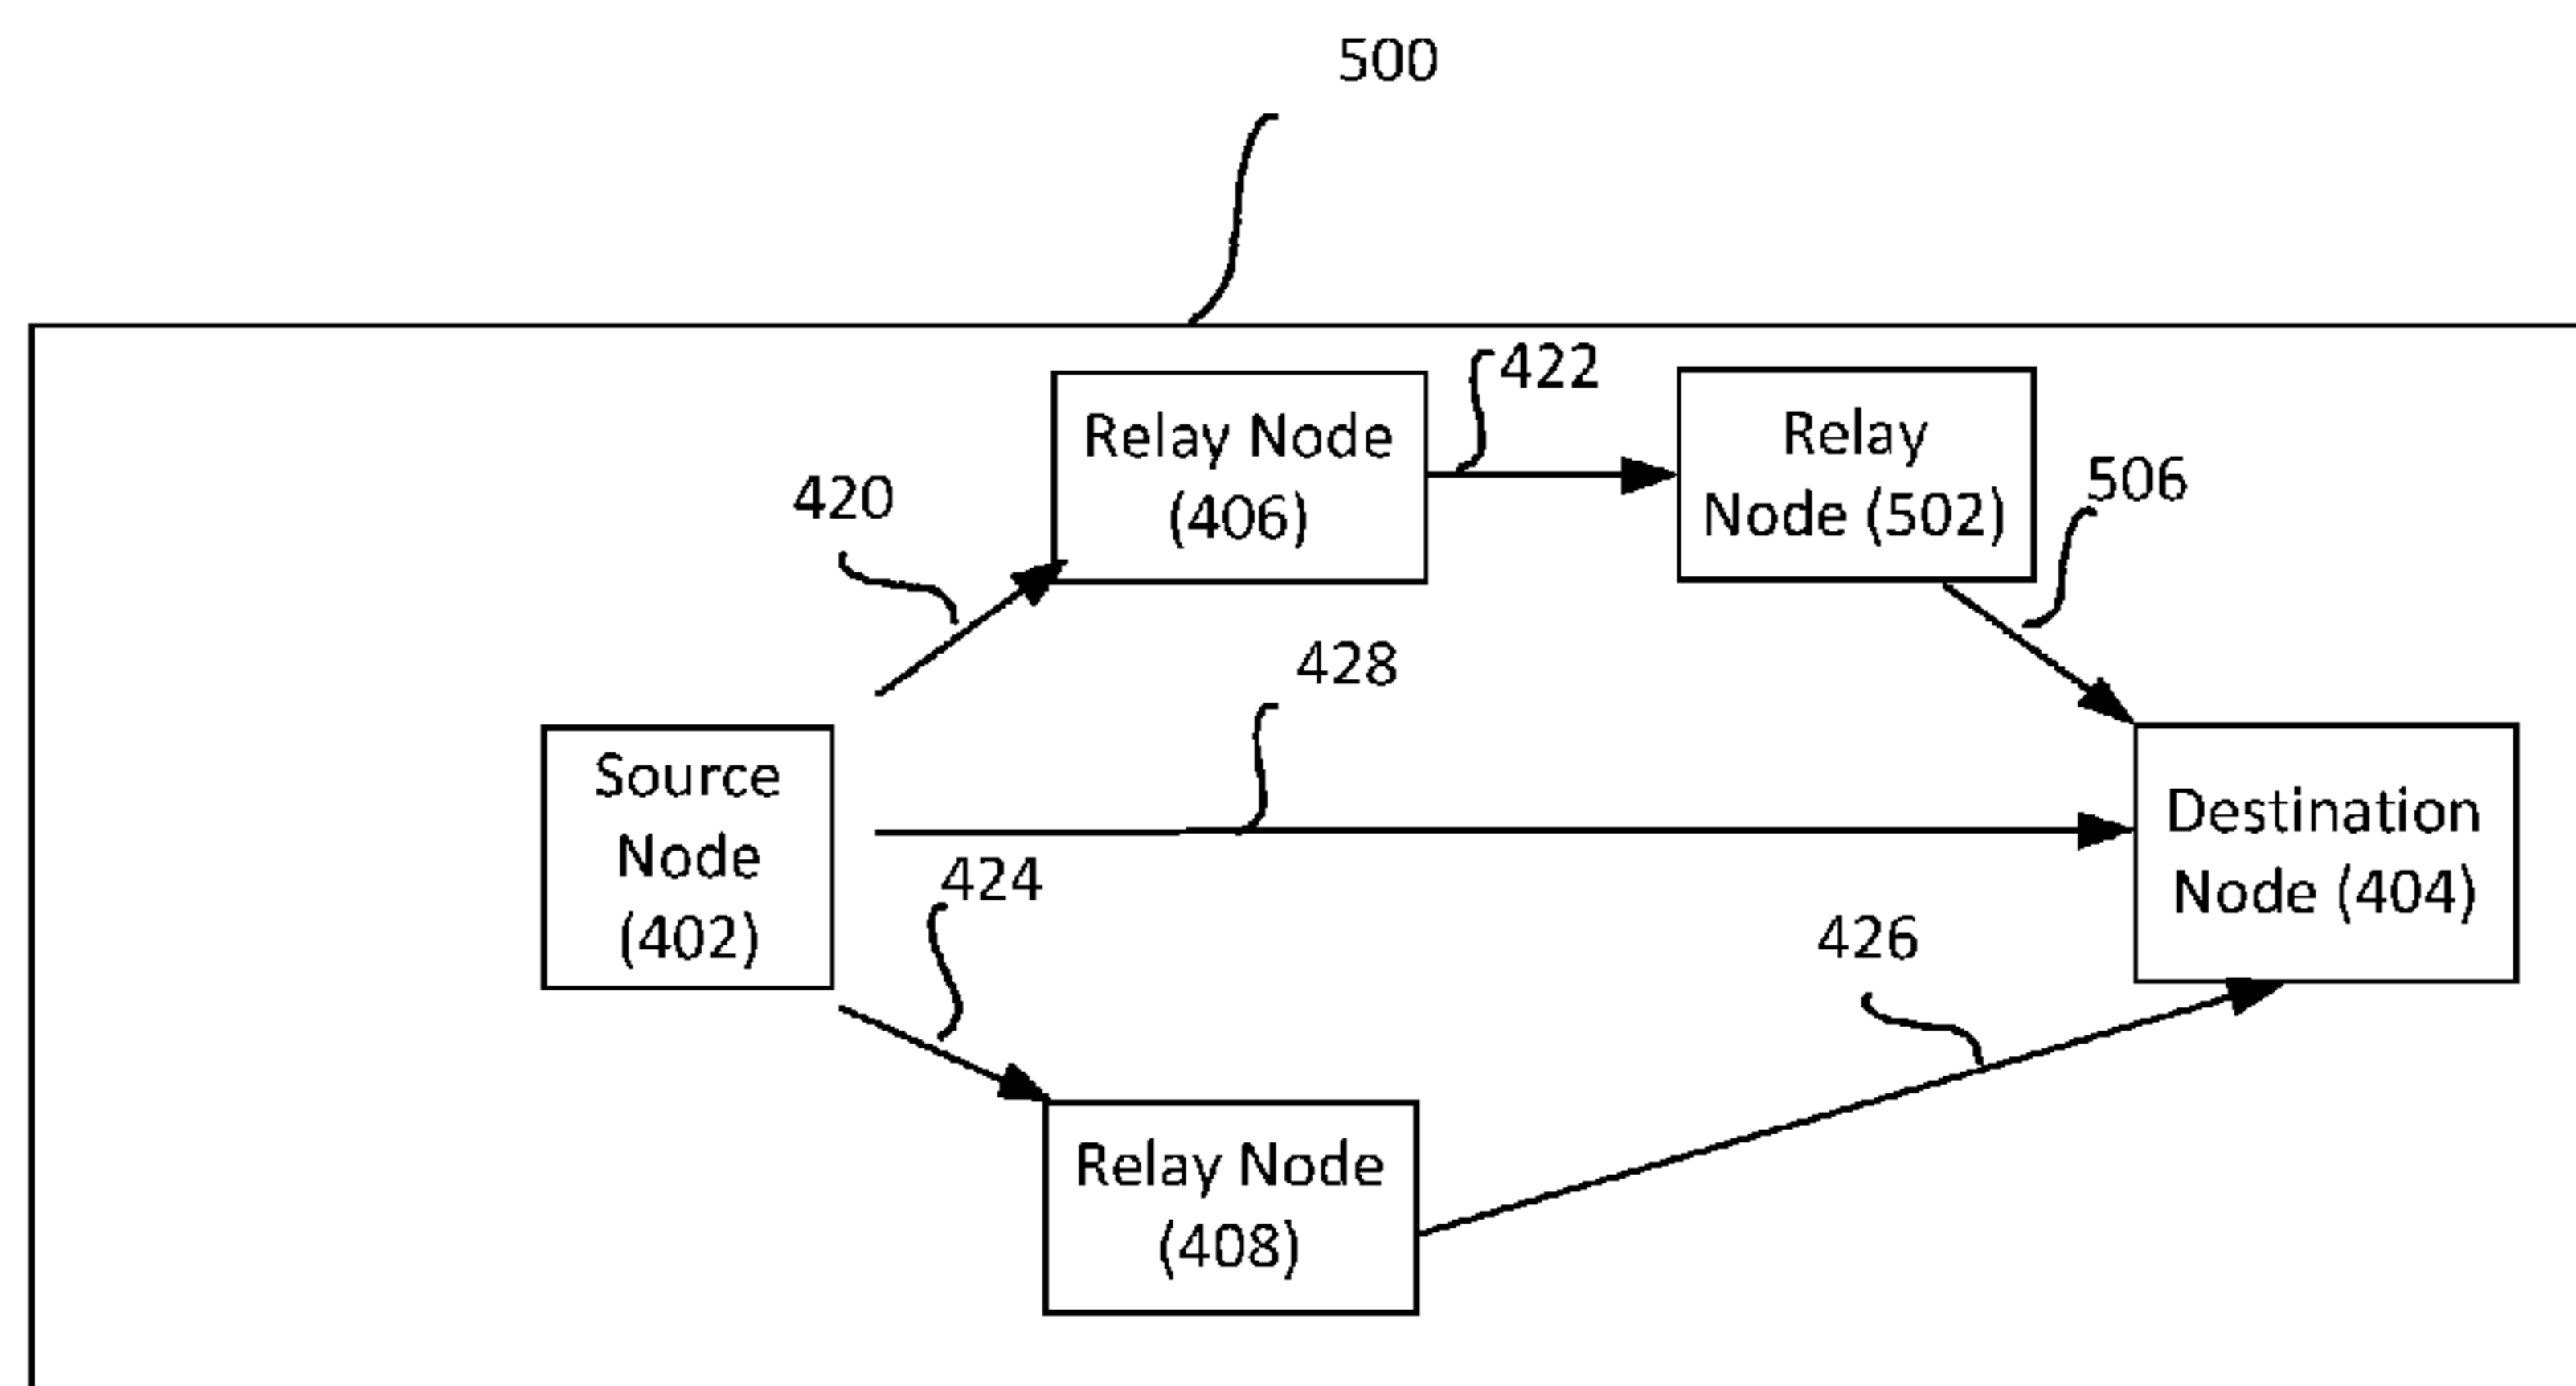 500
422
Relay Node
(406)
Relay
Node (502)
506
420
428
Source
Node
(402)
Destination
Node (404)
424
426
Relay Node
(408)